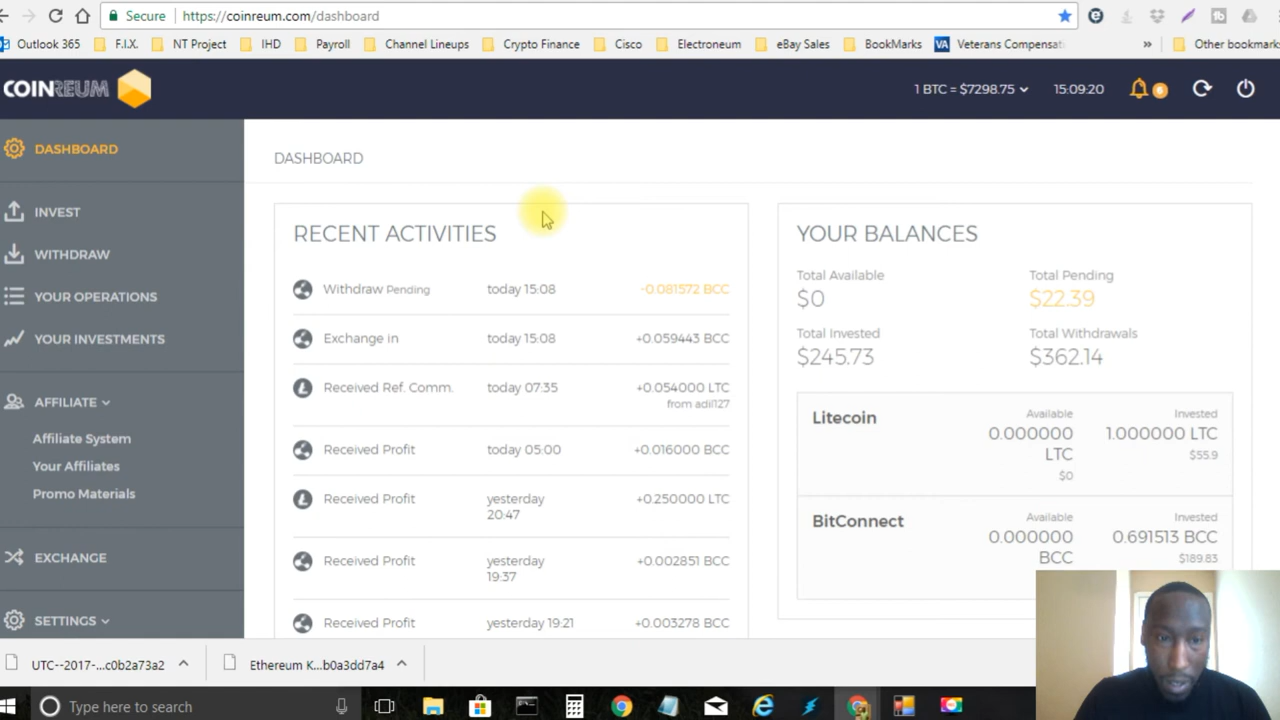 Secure
https://coinreum.com/dashboard
Outlook 365
F.I.X.
NT Project
IHD
Payroll
Channel Lineups
Crypto Finance
Cisco
Electroneum
eBay Sales
BookMarks
VA
»
Other bookmarks
COINREUM
1 BTC = $7298.75
15:09:20
6
DASHBOARD
INVEST
WITHDRAW
YOUR OPERATIONS
YOUR INVESTMENTS
AFFILIATE
Affiliate System
Your Affiliates
Promo Materials
EXCHANGE
SETTINGS
DASHBOARD
RECENT ACTIVITIES
Withdraw Pending today 15:08 -0.081572 BCC
Exchange in today 15:08 +0.059443 BCC
Received Ref. Comm. today 07:35 +0.054000 LTC
from adil127
Received Profit today 05:00 +0.016000 BCC
Received Profit yesterday +0.250000 LTC
20:47
Received Profit yesterday +0.002851 BCC
19:37
Received Profit yesterday 19:21 +0.003278 BCC
YOUR BALANCES
Total Available Total Pending
$0 $22.39
Total Invested Total Withdrawals
$245.73 $362.14
Litecoin
Available Invested
0.000000 1.000000 LTC
LTC $55.9
$0
BitConnect
Available Invested
0.000000 0.691513 BCC
BCC $189.83
UTC--2017-...c0b2a73a2
Ethereum K...b0a3dd7a4
Type here to search